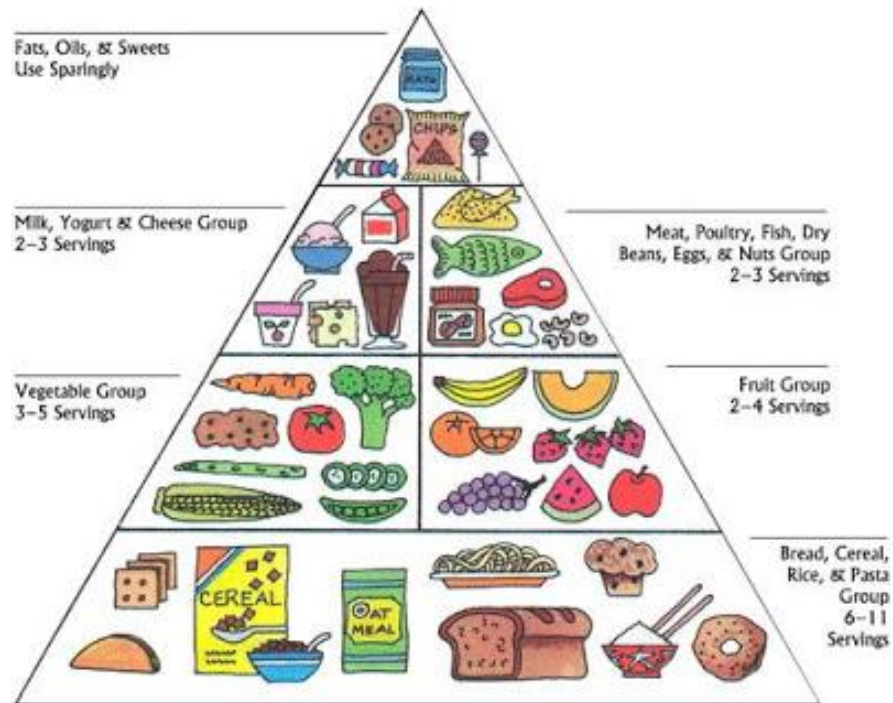 Fats, Oils, & Sweets
Use Sparingly
MAYO
CHIPS
Milk, Yogurt & Cheese Group
2–3 Servings
Meat, Poultry, Fish, Dry
Beans, Eggs, & Nuts Group
2–3 Servings
Vegetable Group
3–5 Servings
Fruit Group
2–4 Servings
Bread, Cereal,
Rice, & Pasta
Group
6–11
Servings
CEREAL
OAT
MEAL